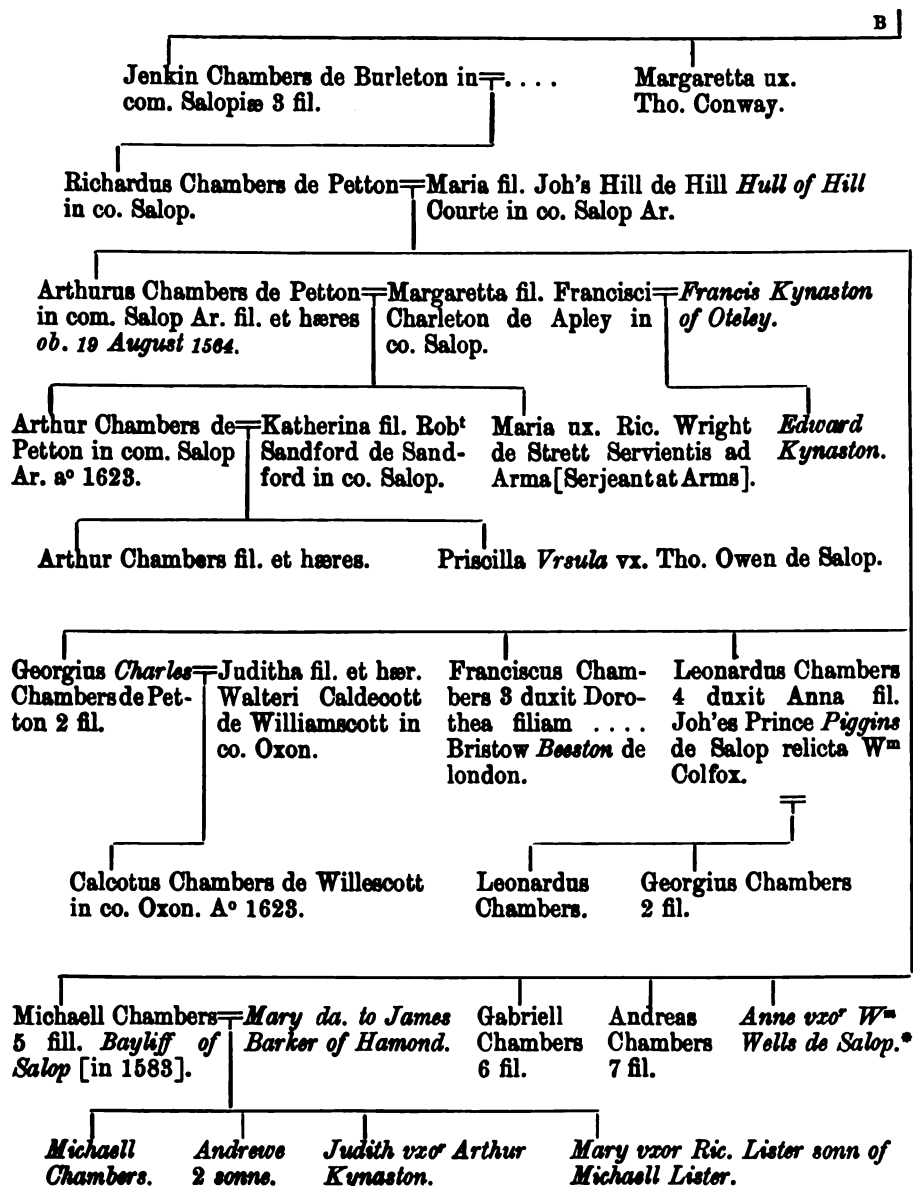 B
Jenkin Chambers de Burleton in=. . . .
com. Salopiæ 3 fil.
Margaretta ux.
Tho. Conway.
Richardus Chambers de Petton=Maria fil. Joh's Hill de Hill Hull of Hill
in co. Salop. Courte in co. Salop Ar.
Arthurus Chambers de Petton=Margaretta fil. Francisci=Francis Kynaston
in com. Salop Ar. fil. et hæres Charleton de Apley in of Oteley.
ob. 19 August 1564. co. Salop.
Arthur Chambers de=Katherina fil. Robᵗ
Petton in com. Salop Sandford de Sand-
Ar. aº 1623. ford in co. Salop.
Maria ux. Ric. Wright
de Strett Servientis ad
Arma [Serjeant at Arms].
Edward
Kynaston.
Arthur Chambers fil. et hæres.
Priscilla Vrsula vx. Tho. Owen de Salop.
Georgius Charles=Juditha fil. et hær.
Chambers de Pet- Walteri Caldecott
ton 2 fil. de Williamscott in
co. Oxon.
Franciscus Cham-
bers 3 duxit Doro-
thea filiam . . . .
Bristow Beeston de
london.
Leonardus Chambers
4 duxit Anna fil.
Joh'es Prince Piggins
de Salop relicta Wᵐ
Colfox.
=
Calcotus Chambers de Willescott
in co. Oxon. Aº 1623.
Leonardus
Chambers.
Georgius Chambers
2 fil.
Michaell Chambers=Mary da. to James
5 fill. Bayliff of Barker of Hamond.
Salop [in 1583].
Gabriell
Chambers
6 fil.
Andreas
Chambers
7 fil.
Anne vxoʳ Wᵐ
Wells de Salop.*
Michaell
Chambers.
Andrewe
2 sonne.
Judith vxoʳ Arthur
Kynaston.
Mary vxor Ric. Lister sonn of
Michaell Lister.